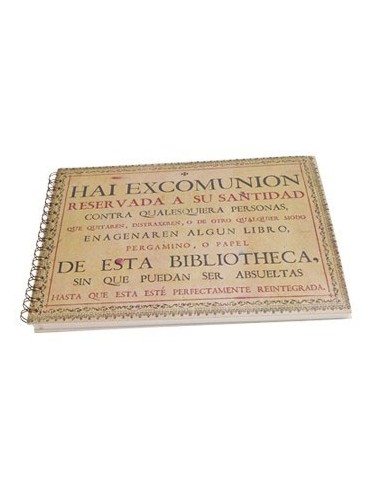 HAI EXCOMUNION
RESERVADA A SU SANTIDAD
CONTRA QUALESQUIERA PERSONAS,
QUE QUITAREN, DISTRAXEREN, O DE OTRO QUALQUIER MODO
ENAGENAREN ALGUN LIBRO,
PERGAMINO, O PAPEL
DE ESTA BIBLIOTHECA,
SIN QUE PUEDAN SER ABSUELTAS
HASTA QUE ESTA ESTÉ PERFECTAMENTE REINTEGRADA.